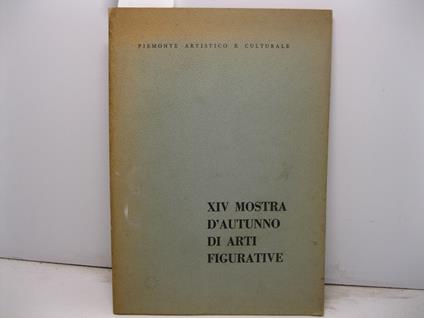 PIEMONTE ARTISTICO E CULTURALE
XIV MOSTRA
D'AUTUNNO
DI ARTI
FIGURATIVE